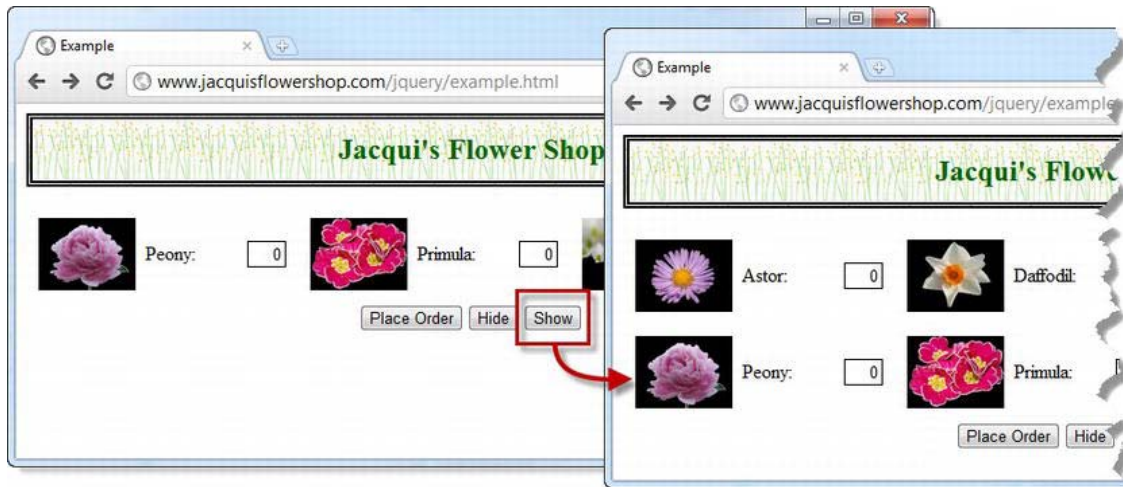 Example
www.jacquisflowershop.com/jquery/example.html
Jacqui's Flower Shop
Peony: 0
Primula: 0
Place Order Hide Show
Example
www.jacquisflowershop.com/jquery/example
Jacqui's
Astor: 0
Daffodil:
Peony: 0
Primula:
Place Order Hide